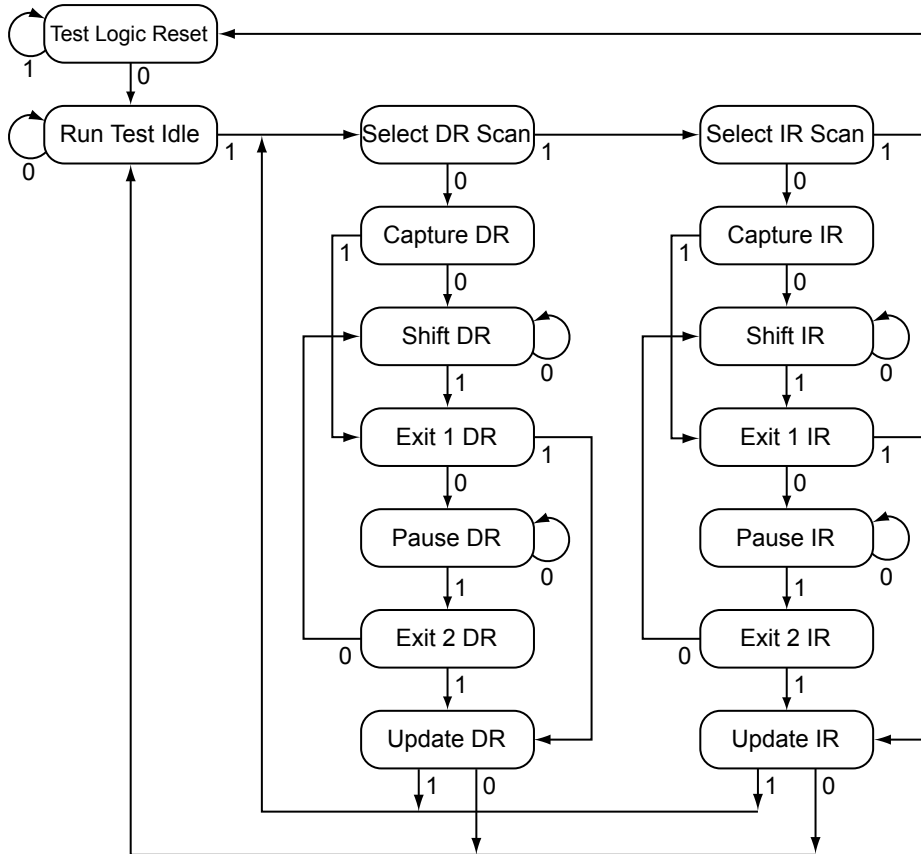 Test Logic Reset
1
0
Run Test Idle
0
1
Select DR Scan
1
Select IR Scan
1
0
0
Capture DR
1
0
Capture IR
1
0
Shift DR
0
1
Shift IR
0
1
Exit 1 DR
1
0
Exit 1 IR
1
0
Pause DR
0
1
Pause IR
0
1
Exit 2 DR
0
1
Exit 2 IR
0
1
Update DR
1
0
Update IR
1
0